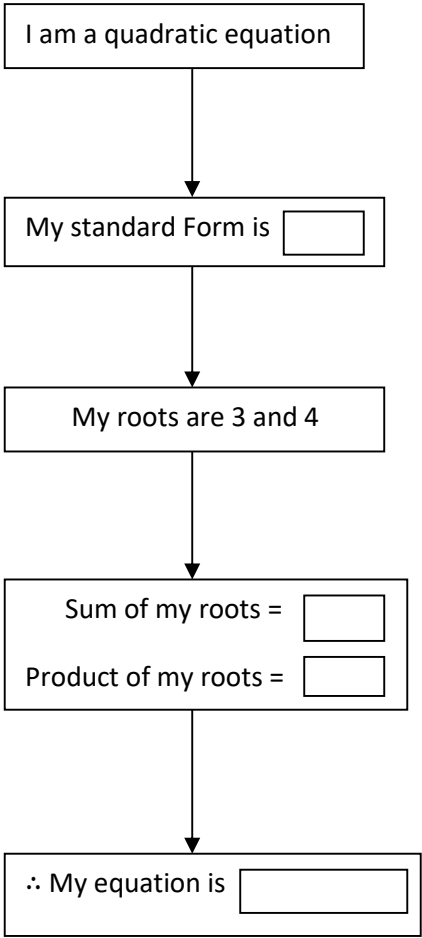 I am a quadratic equation
My standard Form is
My roots are 3 and 4
Sum of my roots =
Product of my roots =
∴ My equation is